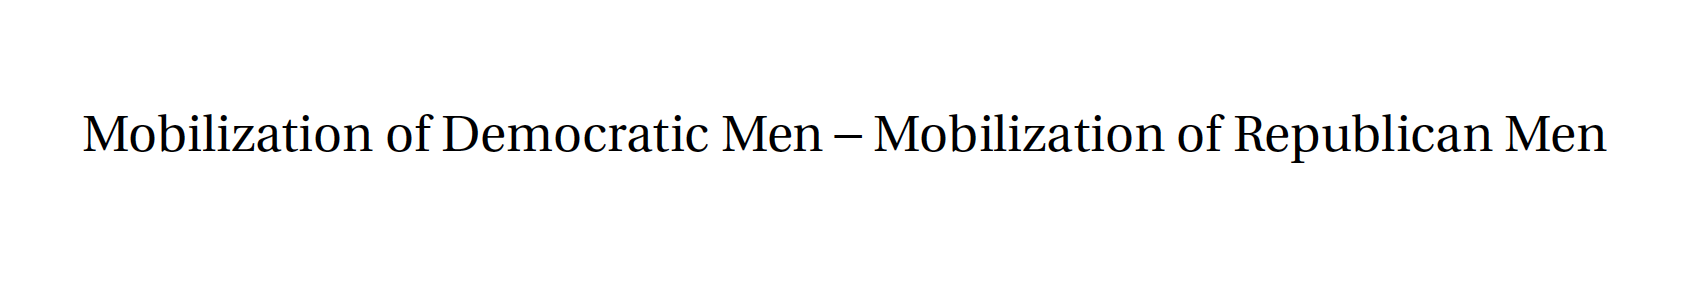 Mobilization of Democratic Men – Mobilization of Republican Men